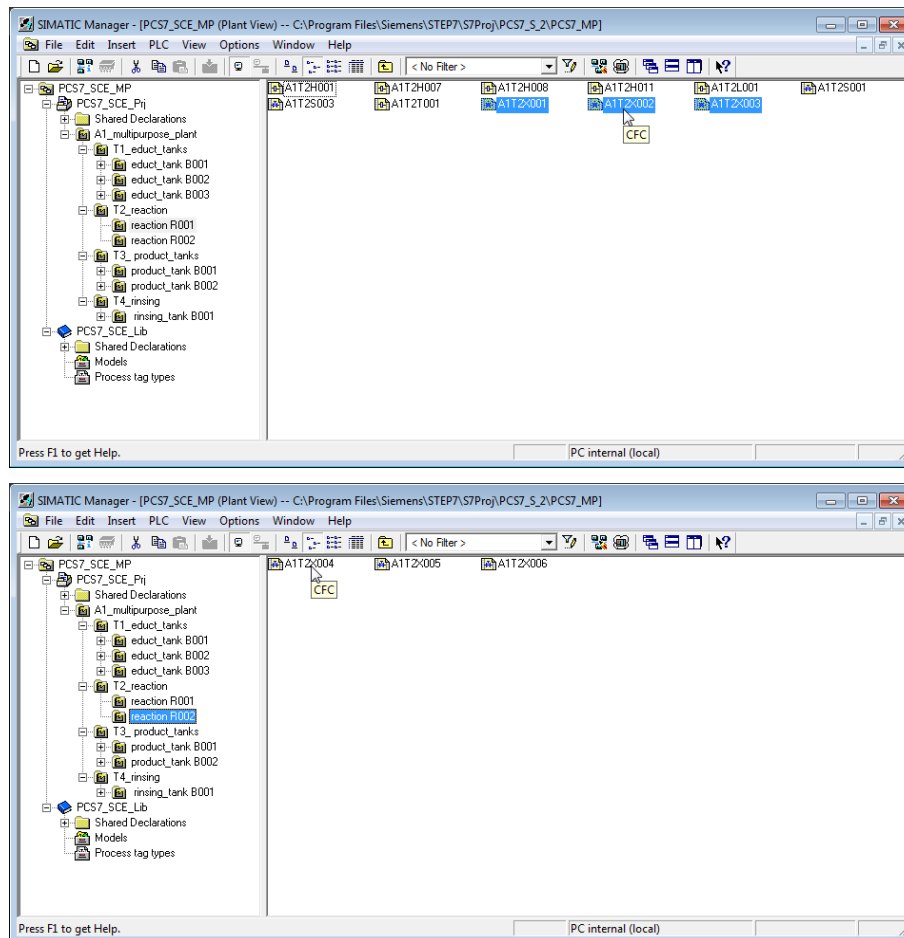 SIMATIC Manager - [PCS7_SCE_MP (Plant View) -- C:\Program Files\Siemens\STEP7\S7Proj\PCS7_S_2\PCS7_MP]
File Edit Insert PLC View Options Window Help
< No Filter >
PCS7_SCE_MP
PCS7_SCE_Prj
Shared Declarations
A1_multipurpose_plant
T1_educt_tanks
educt_tank B001
educt_tank B002
educt_tank B003
T2_reaction
reaction R001
reaction R002
T3_ product_tanks
product_tank B001
product_tank B002
T4_rinsing
rinsing_tank B001
PCS7_SCE_Lib
Shared Declarations
Models
Process tag types
A1T2H001 A1T2H007 A1T2H008 A1T2H011 A1T2L001 A1T2S001
A1T2S003 A1T2T001 A1T2X001 A1T2X002 A1T2X003
CFC
Press F1 to get Help. PC internal (local)
SIMATIC Manager - [PCS7_SCE_MP (Plant View) -- C:\Program Files\Siemens\STEP7\S7Proj\PCS7_S_2\PCS7_MP]
File Edit Insert PLC View Options Window Help
< No Filter >
PCS7_SCE_MP
PCS7_SCE_Prj
Shared Declarations
A1_multipurpose_plant
T1_educt_tanks
educt_tank B001
educt_tank B002
educt_tank B003
T2_reaction
reaction R001
reaction R002
T3_ product_tanks
product_tank B001
product_tank B002
T4_rinsing
rinsing_tank B001
PCS7_SCE_Lib
Shared Declarations
Models
Process tag types
A1T2X004 A1T2X005 A1T2X006
CFC
Press F1 to get Help. PC internal (local)